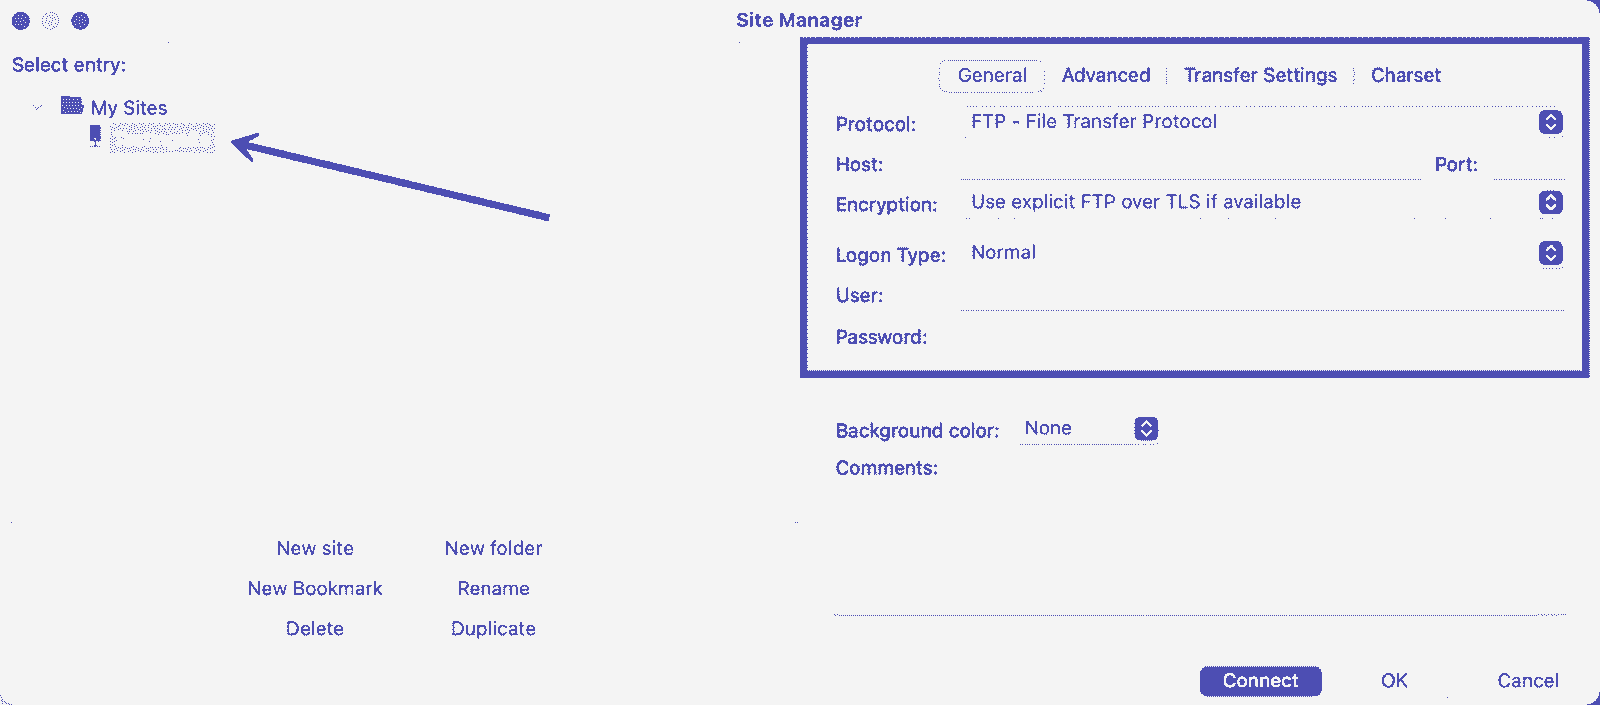 Site Manager
Select entry:
My Sites
General Advanced Transfer Settings Charset
Protocol: FTP - File Transfer Protocol
Host: Port:
Encryption: Use explicit FTP over TLS if available
Logon Type: Normal
User:
Password:
Background color: None
Comments:
New site New folder
New Bookmark Rename
Delete Duplicate
Connect OK Cancel